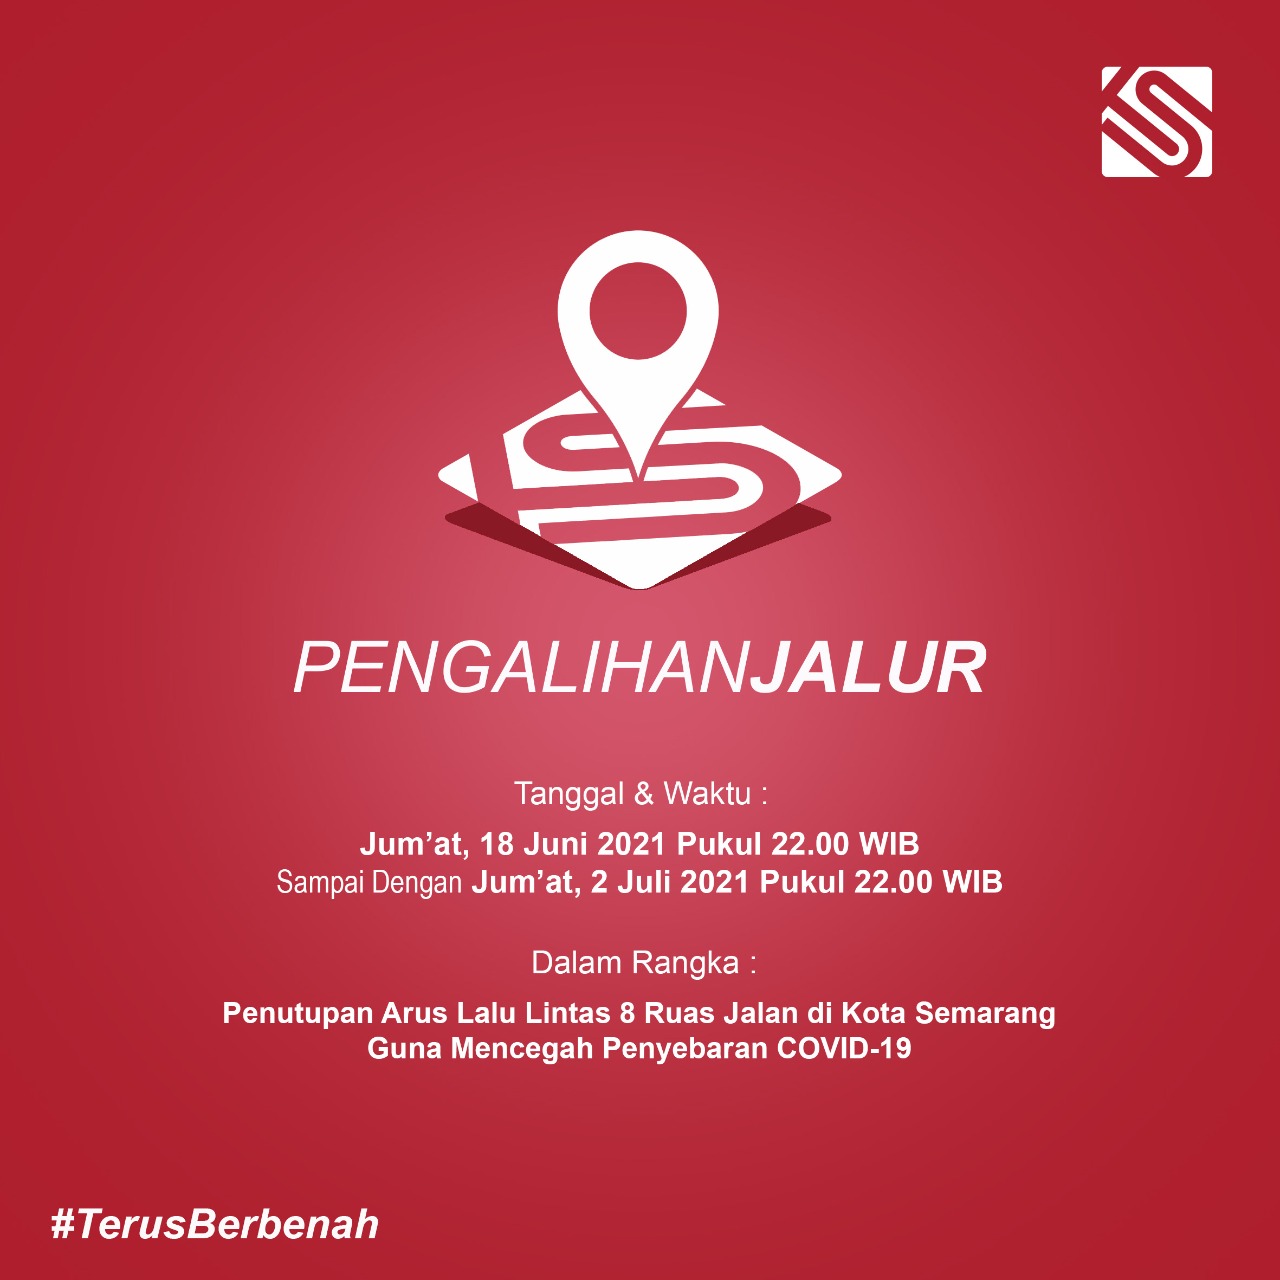 PENGALIHANJALUR
Tanggal & Waktu :
Jum’at, 18 Juni 2021 Pukul 22.00 WIB
Sampai Dengan Jum’at, 2 Juli 2021 Pukul 22.00 WIB
Dalam Rangka :
Penutupan Arus Lalu Lintas 8 Ruas Jalan di Kota Semarang
Guna Mencegah Penyebaran COVID-19
#TerusBerbenah